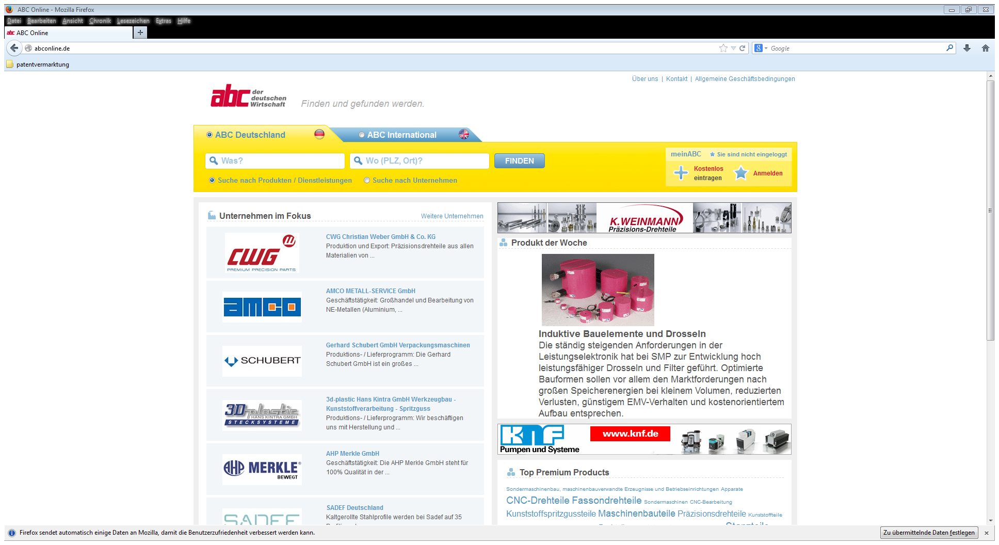 ABC Online - Mozilla Firefox
Datei Bearbeiten Ansicht Chronik Lesezeichen Extras Hilfe
abc ABC Online
abconline.de
Google
patentvermarktung
Über uns | Kontakt | Allgemeine Geschäftsbedingungen
abc der deutschen Wirtschaft
Finden und gefunden werden.
ABC Deutschland
ABC International
Was?
Wo (PLZ, Ort)?
FINDEN
Suche nach Produkten / Dienstleistungen
Suche nach Unternehmen
meinABC
Sie sind nicht eingeloggt
Kostenlos
eintragen
Anmelden
Unternehmen im Fokus
Weitere Unternehmen
CWG
PREMIUM PRECISION PARTS
CWG Christian Weber GmbH & Co. KG
Produktion und Export: Präzisionsdrehteile aus allen
Materialien von ...
amco
AMCO METALL-SERVICE GmbH
Geschäftstätigkeit: Großhandel und Bearbeitung von
NE-Metallen (Aluminium, ...
SCHUBERT
Gerhard Schubert GmbH Verpackungsmaschinen
Produktions- / Lieferprogramm: Die Gerhard
Schubert GmbH ist ein großes ...
3D-plastic
HANS KINTRA GMBH
STECKSYSTEME
3d-plastic Hans Kintra GmbH Werkzeugbau -
Kunststoffverarbeitung - Spritzguss
Produktions- / Lieferprogramm: Wir beschäftigen
uns mit Herstellung und ...
AHP MERKLE®
BEWEGT
AHP Merkle GmbH
Geschäftstätigkeit: Die AHP Merkle GmbH steht für
100% Qualität in der ...
SADEF
SADEF Deutschland
Kaltgerollte Stahlprofile werden bei Sadef auf 35
K.WEINMANN
Präzisions-Drehteile
Produkt der Woche
Induktive Bauelemente und Drosseln
Die ständig steigenden Anforderungen in der
Leistungselektronik hat bei SMP zur Entwicklung hoch
leistungsfähiger Drosseln und Filter geführt. Optimierte
Bauformen sollen vor allem den Marktforderungen nach
großen Speicherenergien bei kleinem Volumen, reduzierten
Verlusten, günstigem EMV-Verhalten und kostenorientiertem
Aufbau entsprechen.
KNF
Pumpen und Systeme
www.knf.de
Top Premium Products
Sondermaschinenbau, maschinenbauverwandte Erzeugnisse und Betriebseinrichtungen Apparate
CNC-Drehteile Fassondrehteile Sondermaschinen CNC-Bearbeitung
Kunststoffspritzgussteile Maschinenbauteile Präzisionsdrehteile Kunststoffteile
Firefox sendet automatisch einige Daten an Mozilla, damit die Benutzerzufriedenheit verbessert werden kann.
Zu übermittelnde Daten festlegen